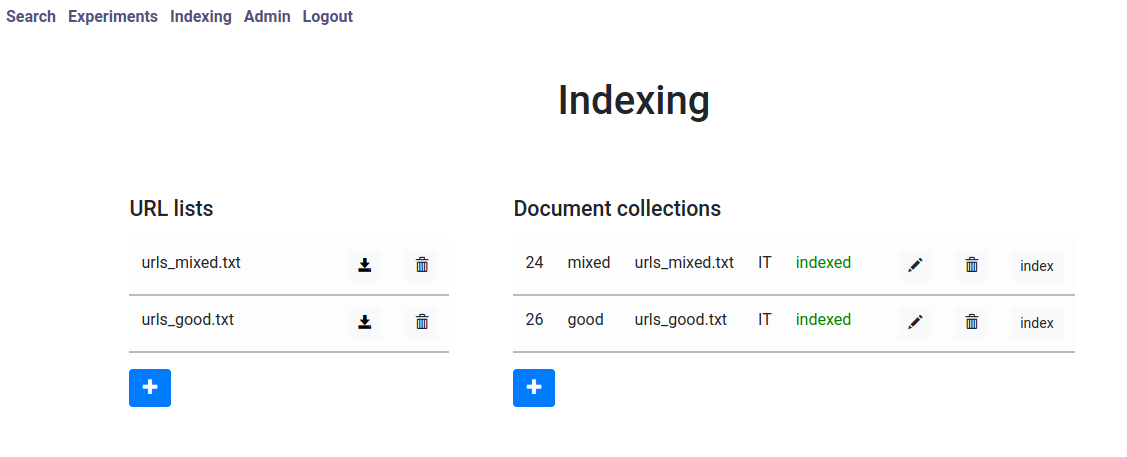 Search Experiments Indexing Admin Logout
Indexing
URL lists
urls_mixed.txt
urls_good.txt
Document collections
24 mixed urls_mixed.txt IT indexed index
26 good urls_good.txt IT indexed index